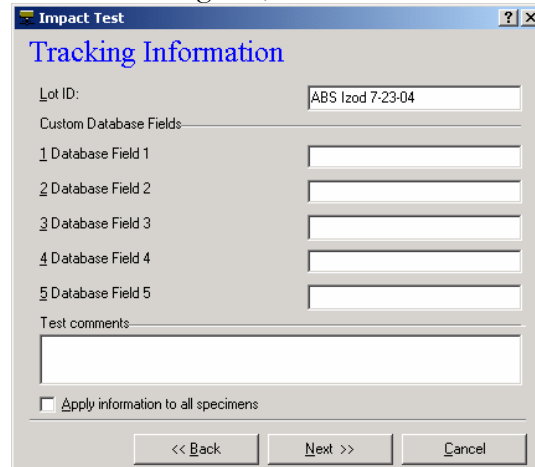 Impact Test
Tracking Information
Lot ID: ABS Izod 7-23-04
Custom Database Fields
1 Database Field 1
2 Database Field 2
3 Database Field 3
4 Database Field 4
5 Database Field 5
Test comments
Apply information to all specimens
<< Back Next >> Cancel